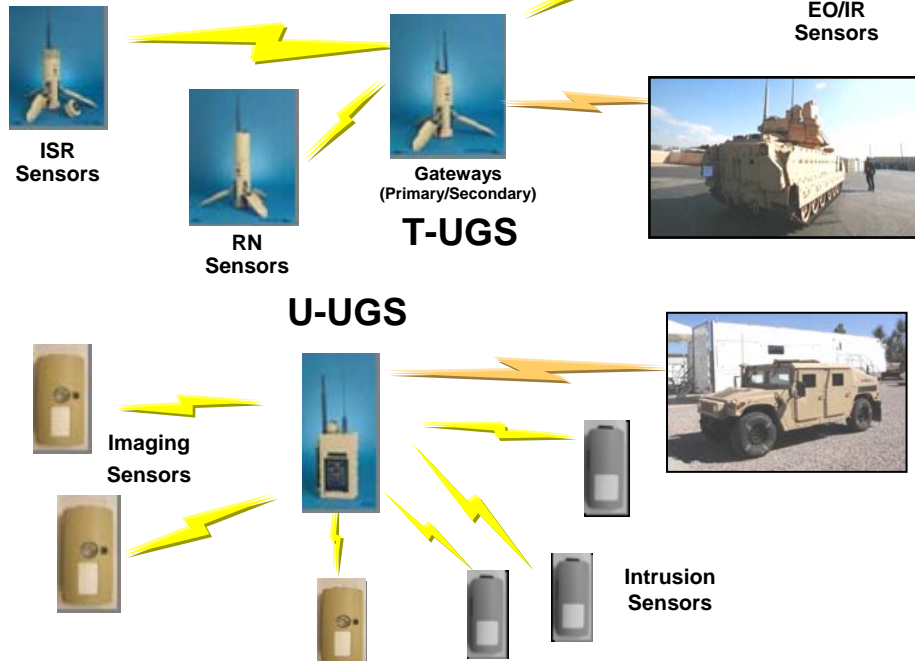 EO/IR
Sensors
ISR
Sensors
Gateways
(Primary/Secondary)
T-UGS
RN
Sensors
U-UGS
Imaging
Sensors
Intrusion
Sensors